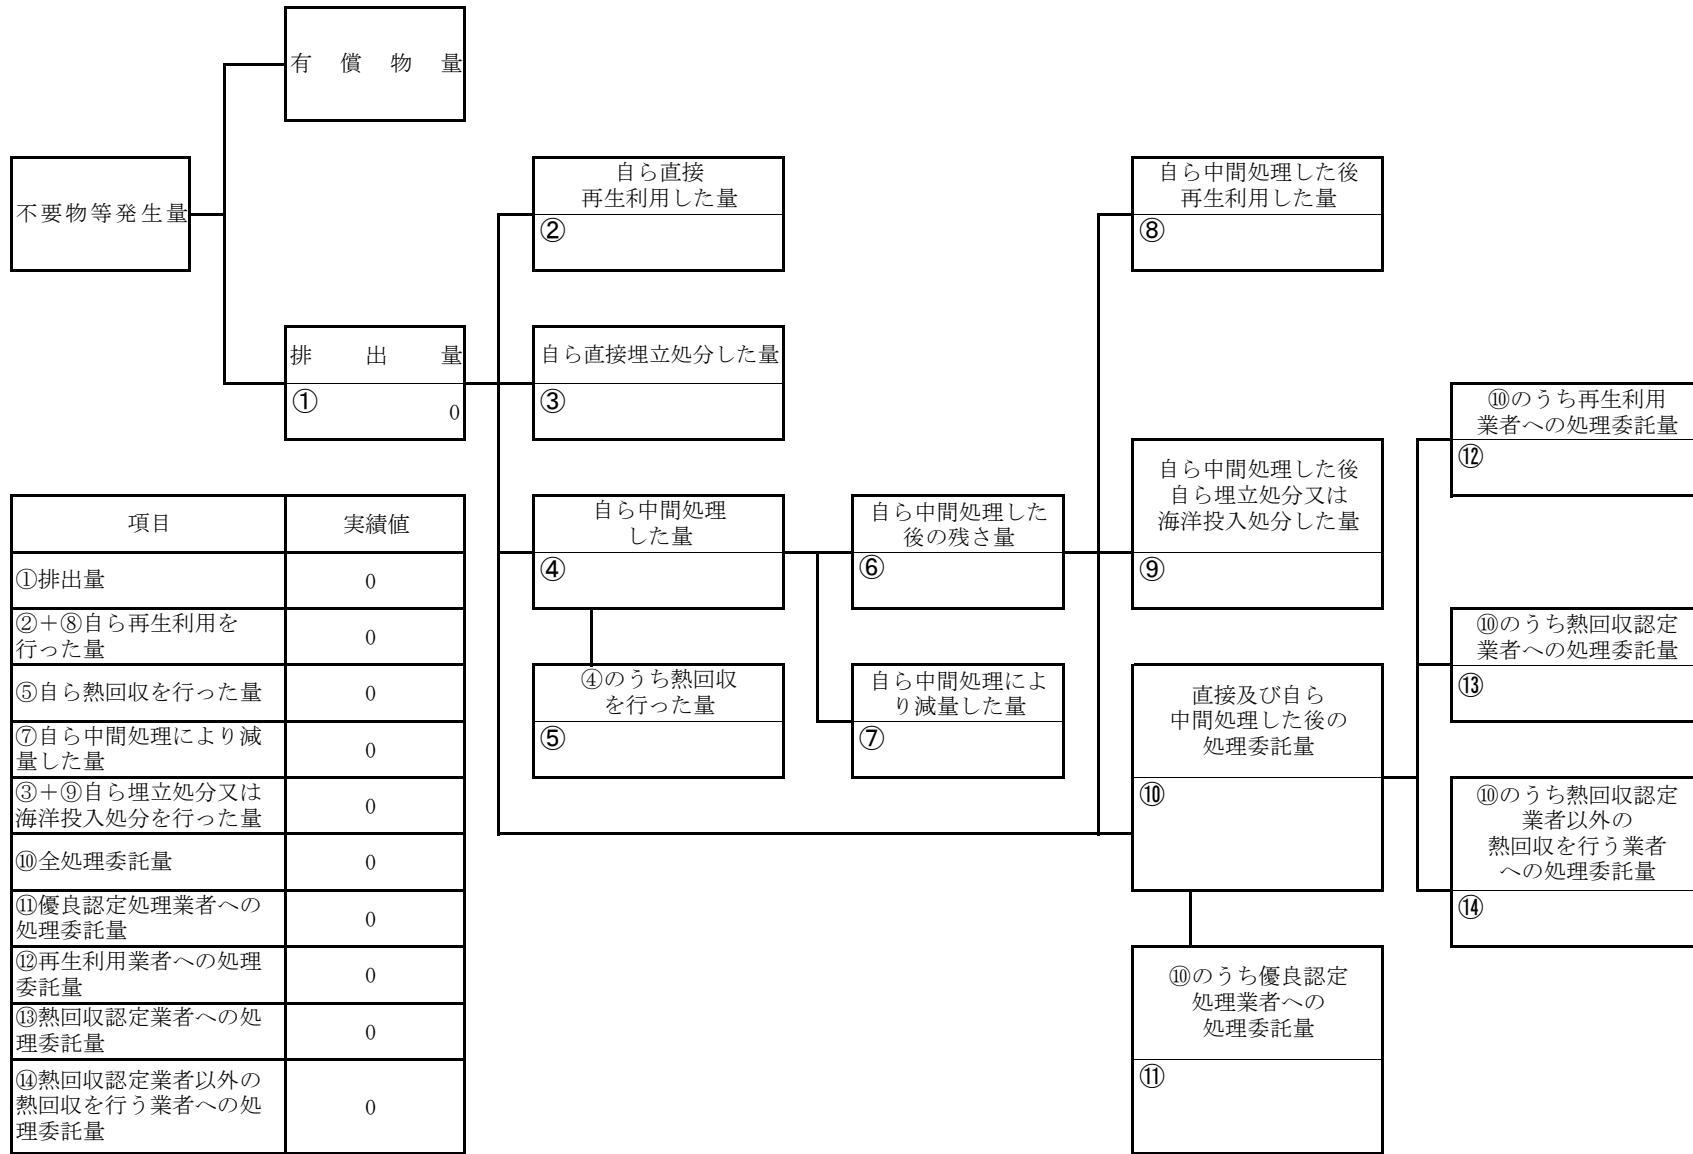 有償物量
不要物等発生量
自ら直接
再生利用した量
②
自ら中間処理した後
再生利用した量
⑧
排出量
①
0
自ら直接埋立処分した量
③
⑩のうち再生利用
業者への処理委託量
⑫
自ら中間処理
した量
④
自ら中間処理した
後の残さ量
⑥
自ら中間処理した後
自ら埋立処分又は
海洋投入処分した量
⑨
④のうち熱回収
を行った量
⑤
自ら中間処理によ
り減量した量
⑦
直接及び自ら
中間処理した後の
処理委託量
⑩
⑩のうち熱回収認定
業者への処理委託量
⑬
⑩のうち熱回収認定
業者以外の
熱回収を行う業者
への処理委託量
⑭
⑩のうち優良認定
処理業者への
処理委託量
⑪
項目 実績値
①排出量 0
②＋⑧自ら再生利用を
行った量 0
⑤自ら熱回収を行った量 0
⑦自ら中間処理により減
量した量 0
③＋⑨自ら埋立処分又は
海洋投入処分を行った量 0
⑩全処理委託量 0
⑪優良認定処理業者への
処理委託量 0
⑫再生利用業者への処理
委託量 0
⑬熱回収認定業者への処
理委託量 0
⑭熱回収認定業者以外の
熱回収を行う業者への処
理委託量 0